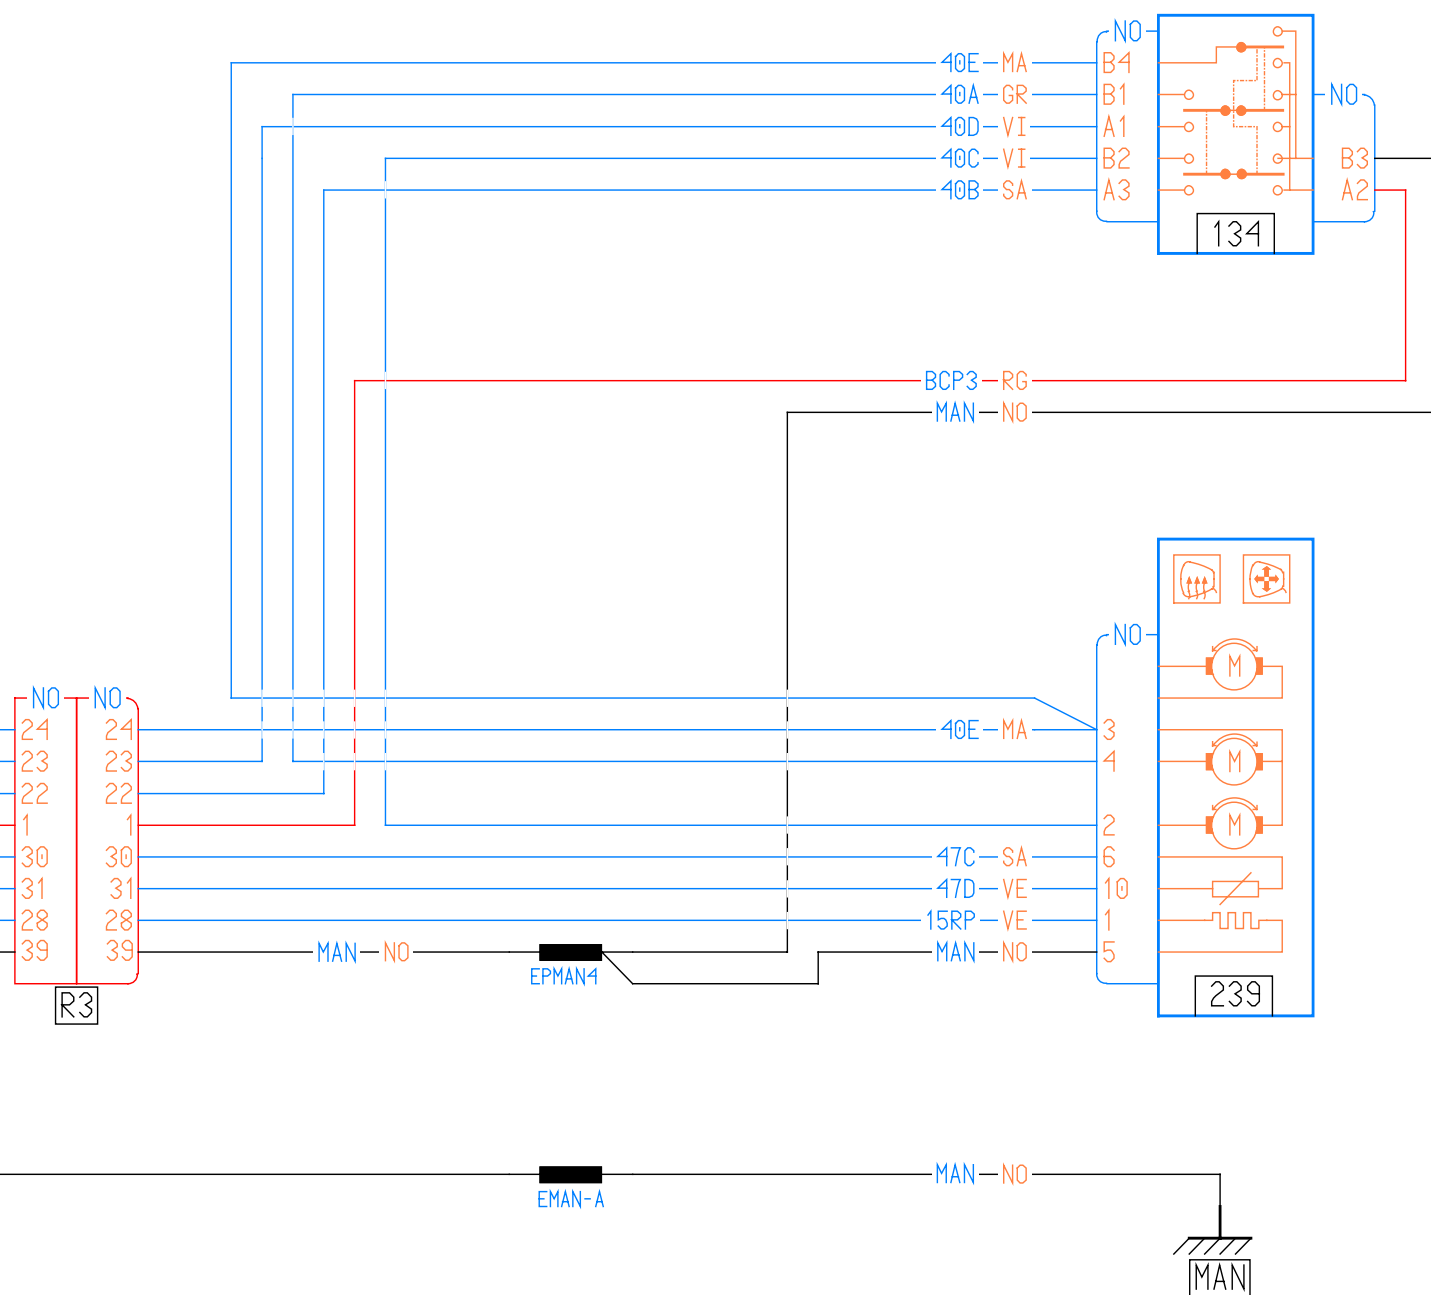 NO
40E MA B4
40A GR B1 NO
40D VI A1
40C VI B2 B3
40B SA A3 A2
134
BCP3 RG
MAN NO
NO
M
NO NO
24 24 40E MA 3
23 23 4 M
22 22
1 1 2 M
30 30 47C SA 6
31 31 47D VE 10
28 28 15RP VE 1
39 39 MAN NO MAN NO 5
EPMAN4
R3 239
MAN NO
EMAN-A
MAN